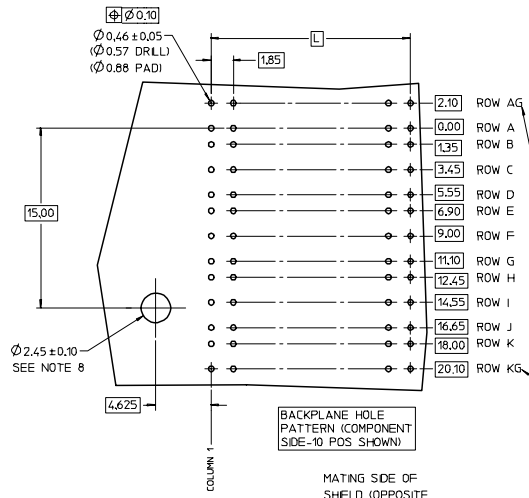 ⌖ Ø 0.10
Ø 0.46 ±0.05
(Ø 0.57 DRILL)
(Ø 0.88 PAD)
L
1.85
2.10 ROW AG
0.00 ROW A
1.35 ROW B
3.45 ROW C
5.55 ROW D
6.90 ROW E
9.00 ROW F
11.10 ROW G
12.45 ROW H
14.55 ROW I
16.65 ROW J
18.00 ROW K
20.10 ROW KG
15.00
Ø 2.45 ±0.10
SEE NOTE 8
4.625
COLUMN 1
BACKPLANE HOLE
PATTERN (COMPONENT
SIDE-10 POS SHOWN)
MATING SIDE OF
SHIELD (OPPOSITE